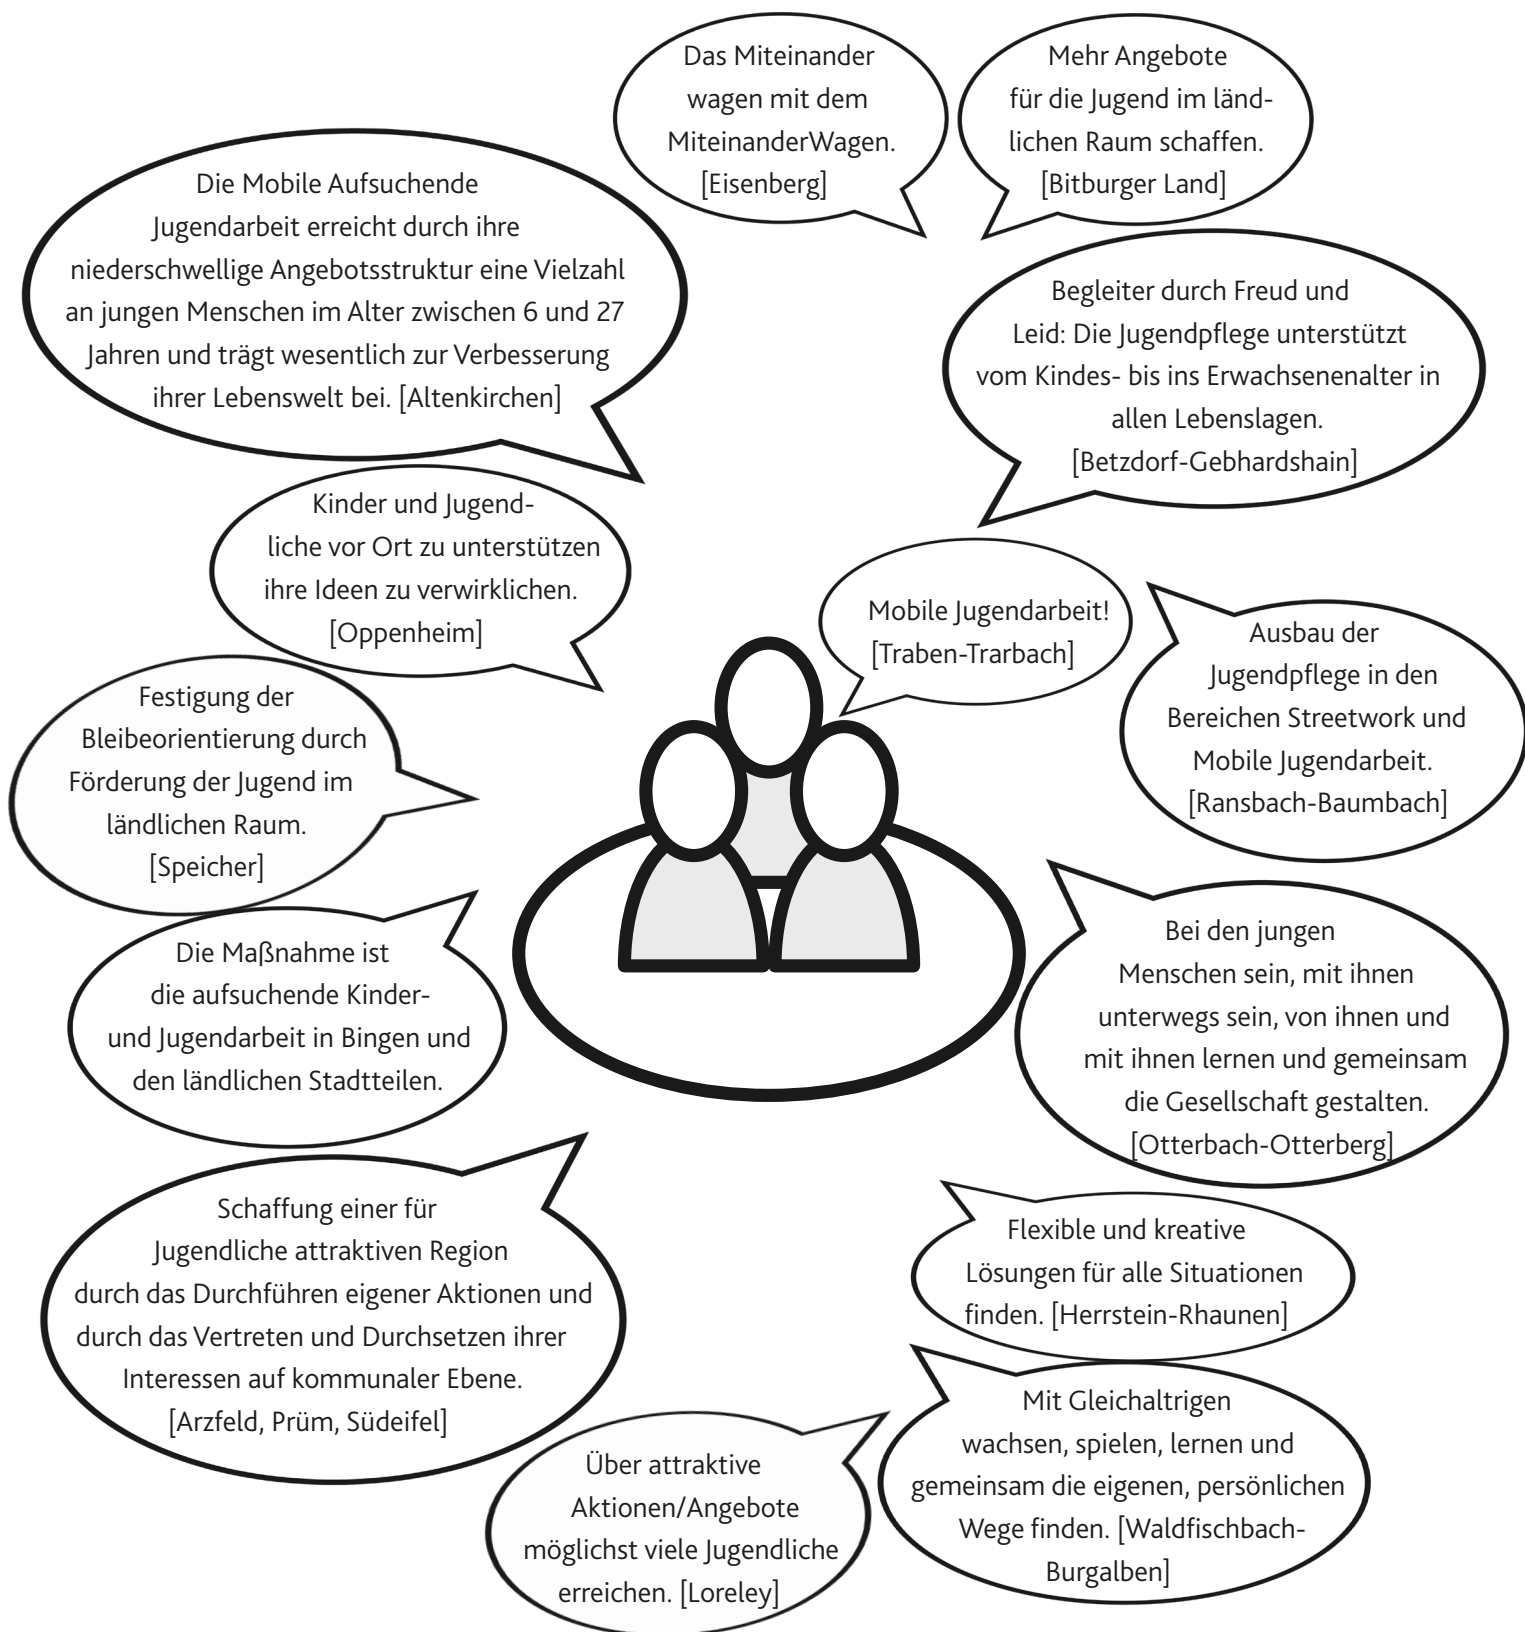 Das Miteinander
wagen mit dem
MiteinanderWagen.
[Eisenberg]
Mehr Angebote
für die Jugend im länd-
lichen Raum schaffen.
[Bitburger Land]
Die Mobile Aufsuchende
Jugendarbeit erreicht durch ihre
niederschwellige Angebotsstruktur eine Vielzahl
an jungen Menschen im Alter zwischen 6 und 27
Jahren und trägt wesentlich zur Verbesserung
ihrer Lebenswelt bei. [Altenkirchen]
Begleiter durch Freud und
Leid: Die Jugendpflege unterstützt
vom Kindes- bis ins Erwachsenenalter in
allen Lebenslagen.
[Betzdorf-Gebhardshain]
Kinder und Jugend-
liche vor Ort zu unterstützen
ihre Ideen zu verwirklichen.
[Oppenheim]
Mobile Jugendarbeit!
[Traben-Trarbach]
Ausbau der
Jugendpflege in den
Bereichen Streetwork und
Mobile Jugendarbeit.
[Ransbach-Baumbach]
Festigung der
Bleibeorientierung durch
Förderung der Jugend im
ländlichen Raum.
[Speicher]
Die Maßnahme ist
die aufsuchende Kinder-
und Jugendarbeit in Bingen und
den ländlichen Stadtteilen.
Bei den jungen
Menschen sein, mit ihnen
unterwegs sein, von ihnen und
mit ihnen lernen und gemeinsam
die Gesellschaft gestalten.
[Otterbach-Otterberg]
Schaffung einer für
Jugendliche attraktiven Region
durch das Durchführen eigener Aktionen und
durch das Vertreten und Durchsetzen ihrer
Interessen auf kommunaler Ebene.
[Arzfeld, Prüm, Südeifel]
Flexible und kreative
Lösungen für alle Situationen
finden. [Herrstein-Rhaunen]
Mit Gleichaltrigen
wachsen, spielen, lernen und
gemeinsam die eigenen, persönlichen
Wege finden. [Waldfischbach-
Burgalben]
Über attraktive
Aktionen/Angebote
möglichst viele Jugendliche
erreichen. [Loreley]